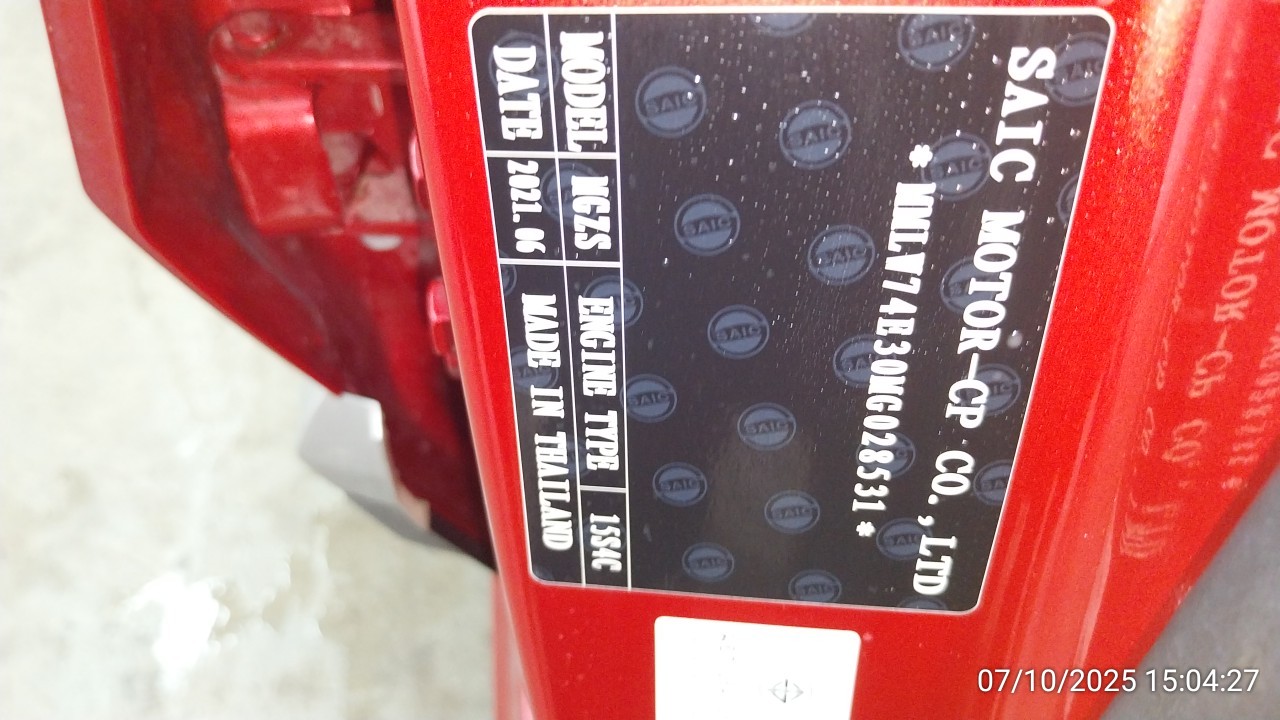 SAIC MOTOR-CP CO.,LTD
* MMLV74E30MG028531 *
MODEL MGZS ENGINE TYPE 15S4C
DATE 2021.06 MADE IN THAILAND
07/10/2025 15:04:27